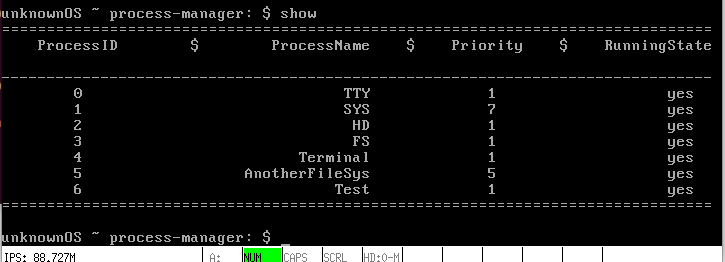 unknownOS ~ process-manager: $ show
================================================================================
ProcessID $ ProcessName $ Priority $ RunningState
--------------------------------------------------------------------------------
0 TTY 1 yes
1 SYS 7 yes
2 HD 1 yes
3 FS 1 yes
4 Terminal 1 yes
5 AnotherFileSys 5 yes
6 Test 1 yes
================================================================================
unknownOS ~ process-manager: $ _
IPS: 88.727M A: NUM CAPS SCRL HD:0-M